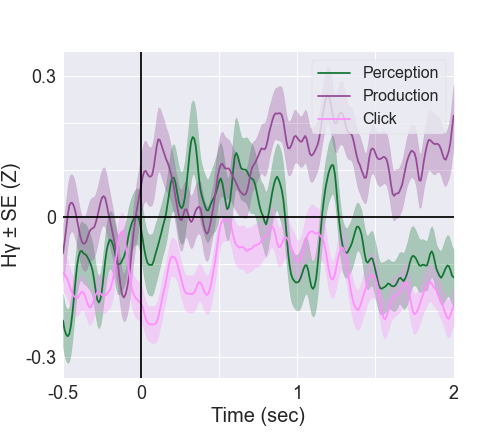 Hγ ± SE (Z)
0.3
0
-0.3
Perception
Production
Click
-0.5
0
1
2
Time (sec)